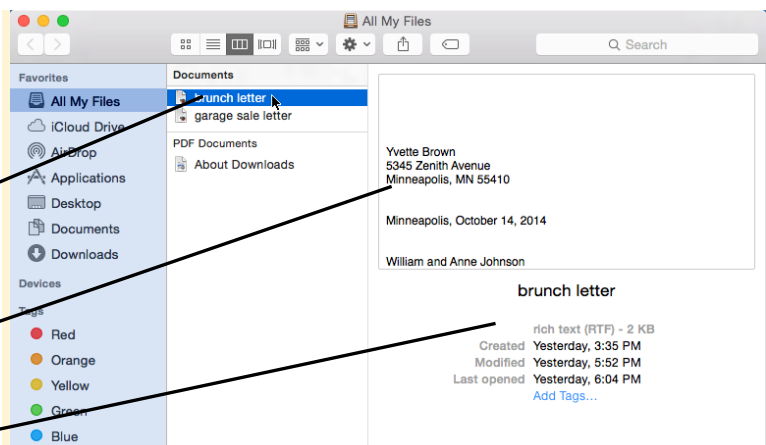 All My Files
Search
Favorites
All My Files
iCloud Drive
AirDrop
Applications
Desktop
Documents
Downloads
Devices
Tags
Red
Orange
Yellow
Green
Blue
Documents
brunch letter
garage sale letter
PDF Documents
About Downloads
Yvette Brown
5345 Zenith Avenue
Minneapolis, MN 55410
Minneapolis, October 14, 2014
William and Anne Johnson
brunch letter
rich text (RTF) - 2 KB
Created Yesterday, 3:35 PM
Modified Yesterday, 5:52 PM
Last opened Yesterday, 6:04 PM
Add Tags...